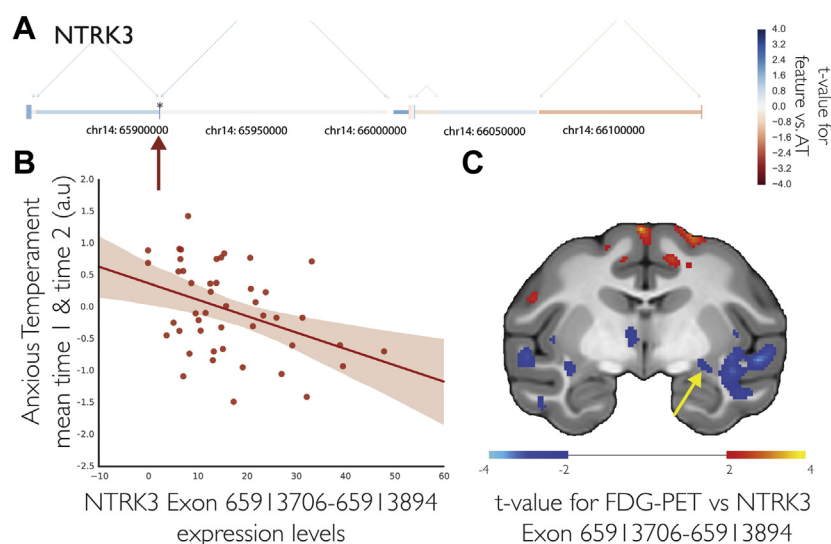 A
NTRK3
*
chr14: 65900000
chr14: 65950000
chr14: 66000000
chr14: 66050000
chr14: 66100000
4.0
3.2
2.4
1.6
0.8
0.0
−0.8
−1.6
−2.4
−3.2
−4.0
t-value for
feature vs. AT
B
Anxious Temperament
mean time 1 & time 2 (a.u)
2.0
1.5
1.0
0.5
0.0
−0.5
−1.0
−1.5
−2.0
−2.5
−10 0 10 20 30 40 50 60
NTRK3 Exon 65913706-65913894
expression levels
C
-4 -2 2 4
t-value for FDG-PET vs NTRK3
Exon 65913706-65913894